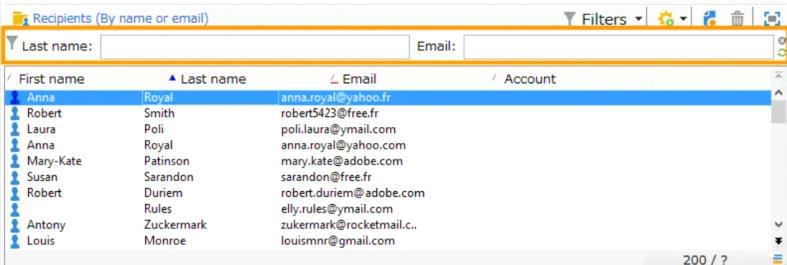 Recipients (By name or email) Filters
Last name: Email:
First name Last name Email Account
Anna Royal anna.royal@yahoo.fr
Robert Smith robert5423@free.fr
Laura Poli poli.laura@ymail.com
Anna Royal anna.royal@yahoo.com
Mary-Kate Patinson mary.kate@adobe.com
Susan Sarandon sarandon@free.fr
Robert Duriem robert.duriem@adobe.com
Rules elly.rules@ymail.com
Antony Zuckermark zukermark@rocketmail.c..
Louis Monroe louismnr@gmail.com
200 / ?